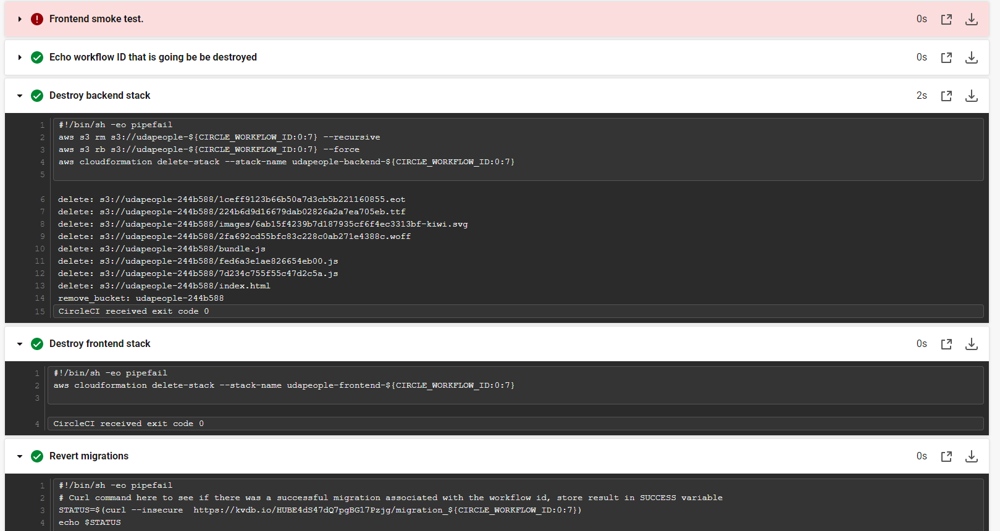 Frontend smoke test. 0s
Echo workflow ID that is going be be destroyed 0s
Destroy backend stack 2s
1 #!/bin/sh -eo pipefail
2 aws s3 rm s3://udapeople-${CIRCLE_WORKFLOW_ID:0:7} --recursive
3 aws s3 rb s3://udapeople-${CIRCLE_WORKFLOW_ID:0:7} --force
4 aws cloudformation delete-stack --stack-name udapeople-backend-${CIRCLE_WORKFLOW_ID:0:7}
5
6 delete: s3://udapeople-244b588/1ceff9123b66b50a7d3cb5b221160855.eot
7 delete: s3://udapeople-244b588/224b6d9d16679dab02826a2a7ea705eb.ttf
8 delete: s3://udapeople-244b588/images/6ab15f4239b7d187935cf6f4ec3313bf-kiwi.svg
9 delete: s3://udapeople-244b588/2fa692cd55bfc83c228c0ab271e4388c.woff
10 delete: s3://udapeople-244b588/bundle.js
11 delete: s3://udapeople-244b588/fed6a3e1ae826654eb00.js
12 delete: s3://udapeople-244b588/7d234c755f55c47d2c5a.js
13 delete: s3://udapeople-244b588/index.html
14 remove_bucket: udapeople-244b588
15 CircleCI received exit code 0
Destroy frontend stack 0s
1 #!/bin/sh -eo pipefail
2 aws cloudformation delete-stack --stack-name udapeople-frontend-${CIRCLE_WORKFLOW_ID:0:7}
3
4 CircleCI received exit code 0
Revert migrations 0s
1 #!/bin/sh -eo pipefail
2 # Curl command here to see if there was a successful migration associated with the workflow id, store result in SUCCESS variable
3 STATUS=$(curl --insecure  https://kvdb.io/HUBE4dS47dQ7pgBG17Pzjg/migration_${CIRCLE_WORKFLOW_ID:0:7})
4 echo $STATUS